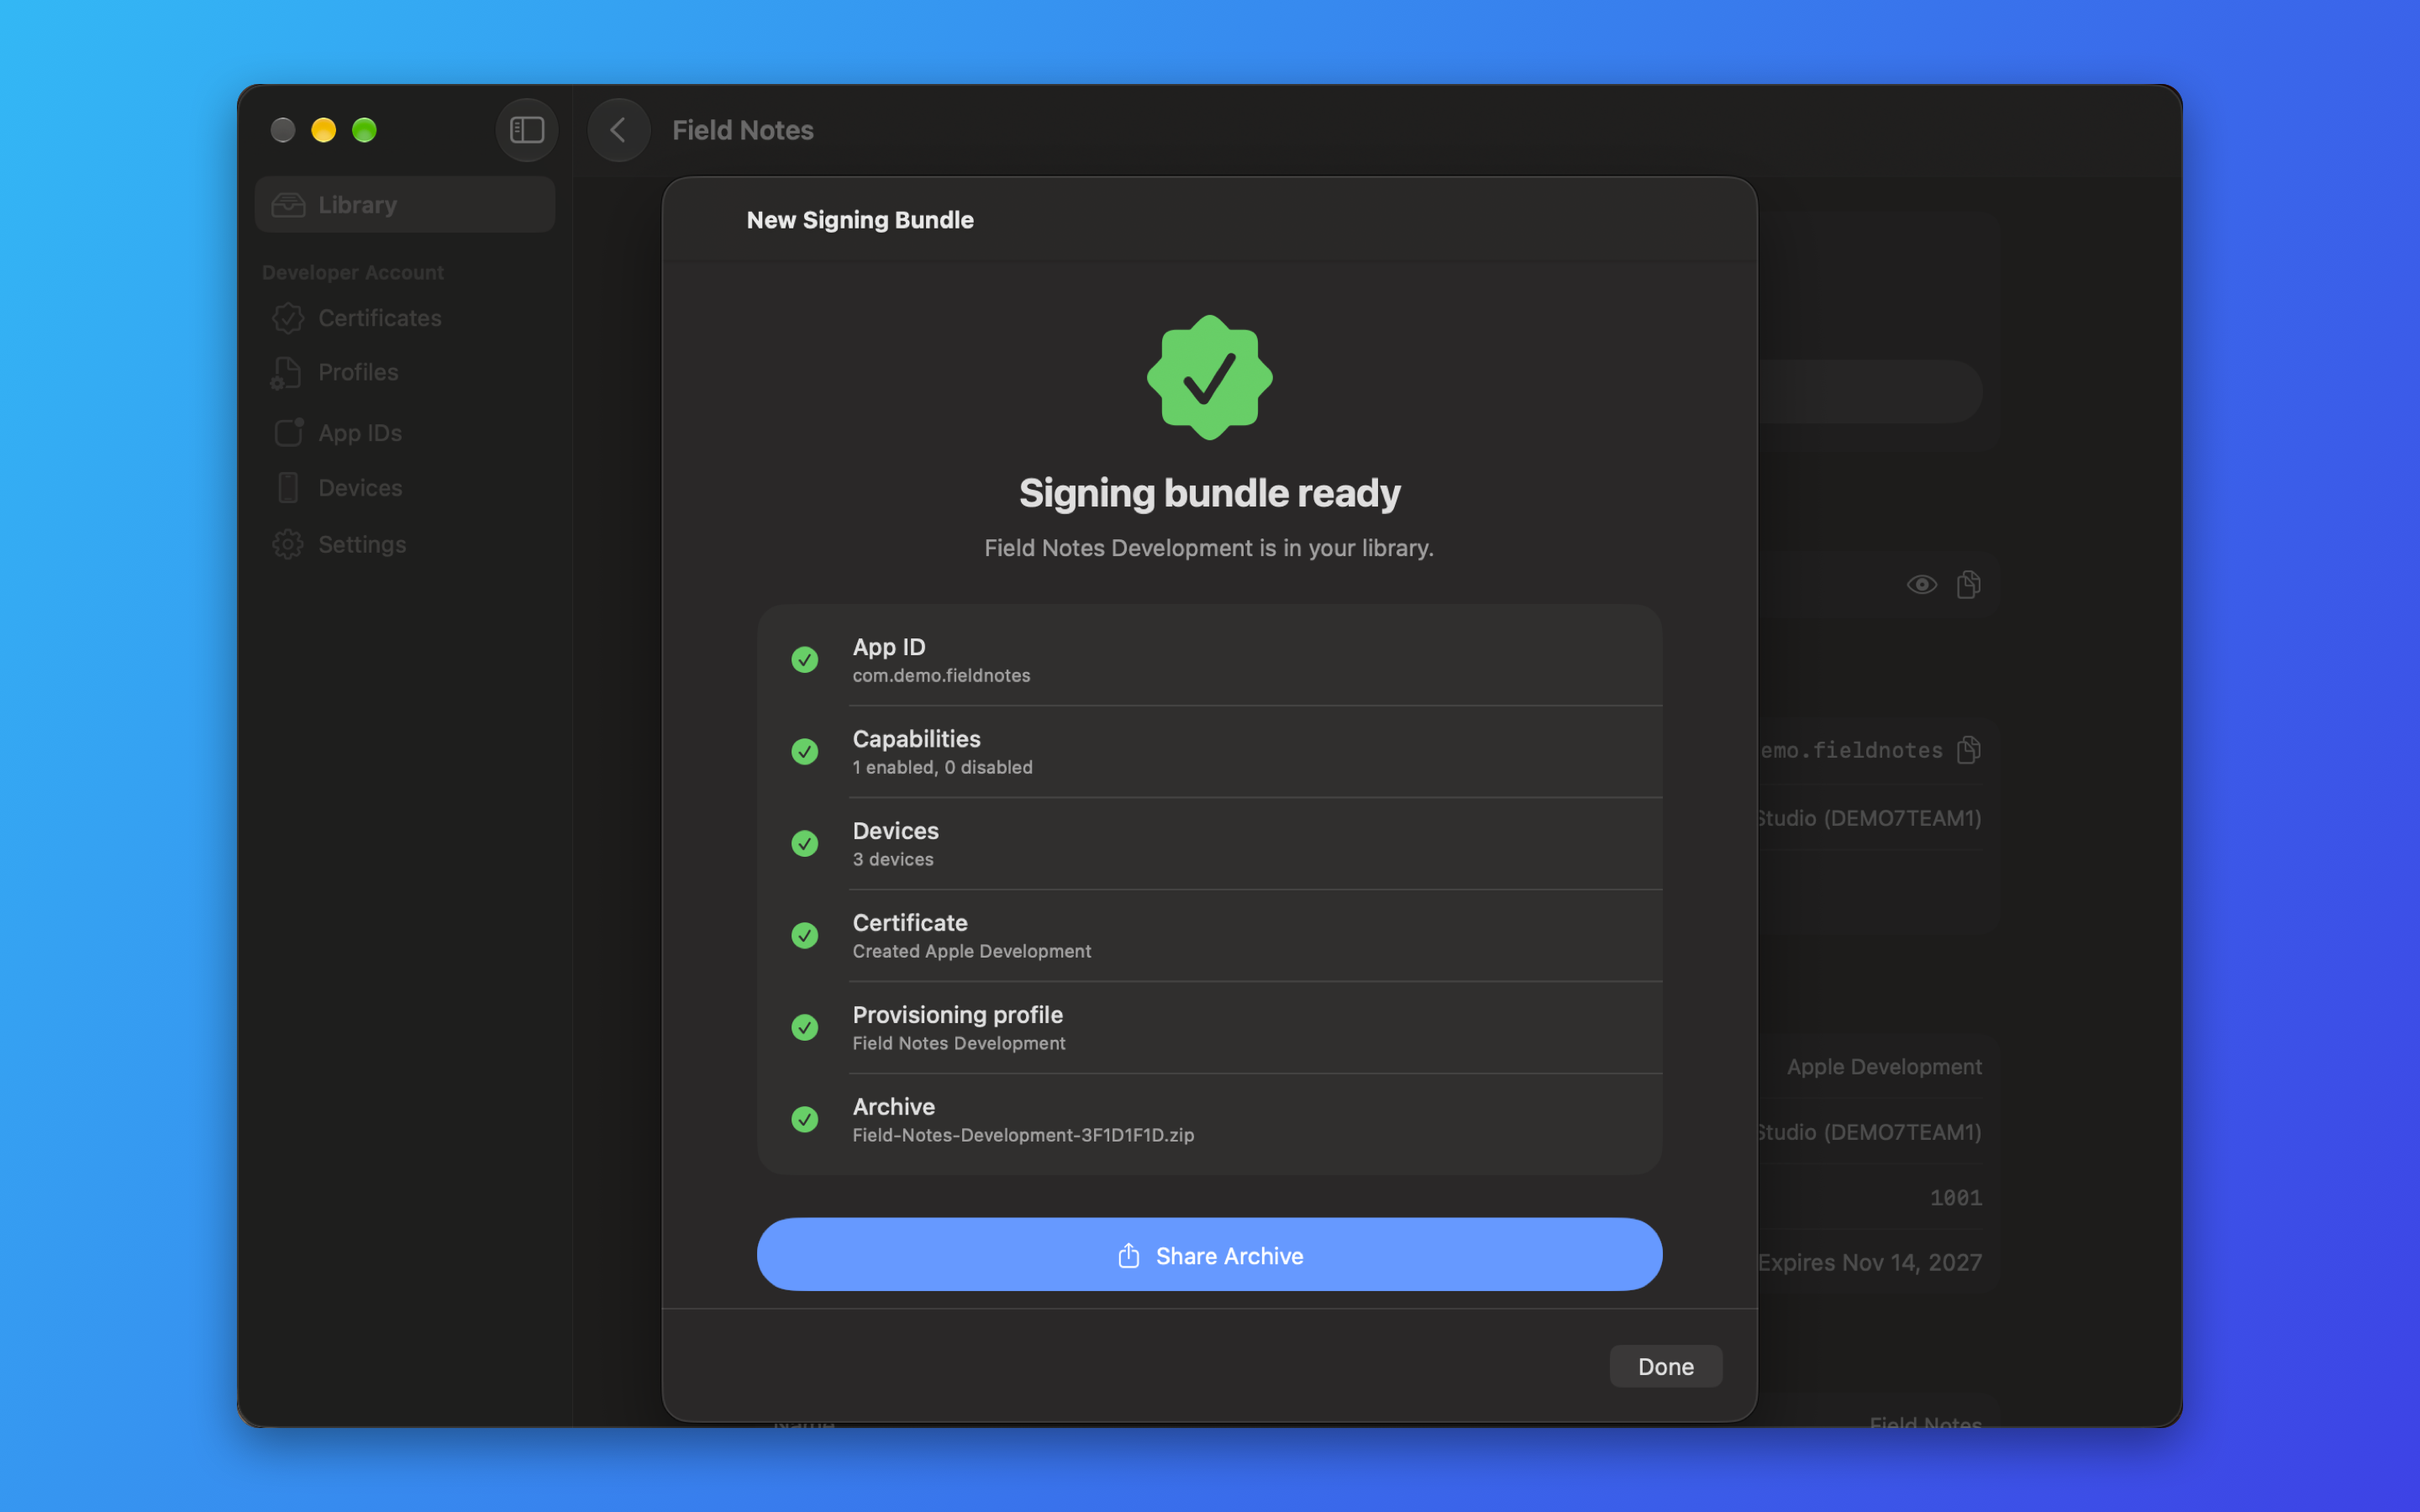 Field Notes
Library
Developer Account
Certificates
Profiles
App IDs
Devices
Settings
New Signing Bundle
Signing bundle ready
Field Notes Development is in your library.
App ID
com.demo.fieldnotes
Capabilities
1 enabled, 0 disabled
Devices
3 devices
Certificate
Created Apple Development
Provisioning profile
Field Notes Development
Archive
Field-Notes-Development-3F1D1F1D.zip
Share Archive
Done
emo.fieldnotes
Studio (DEMO7TEAM1)
Apple Development
Studio (DEMO7TEAM1)
1001
Expires Nov 14, 2027
Name
Field Notes